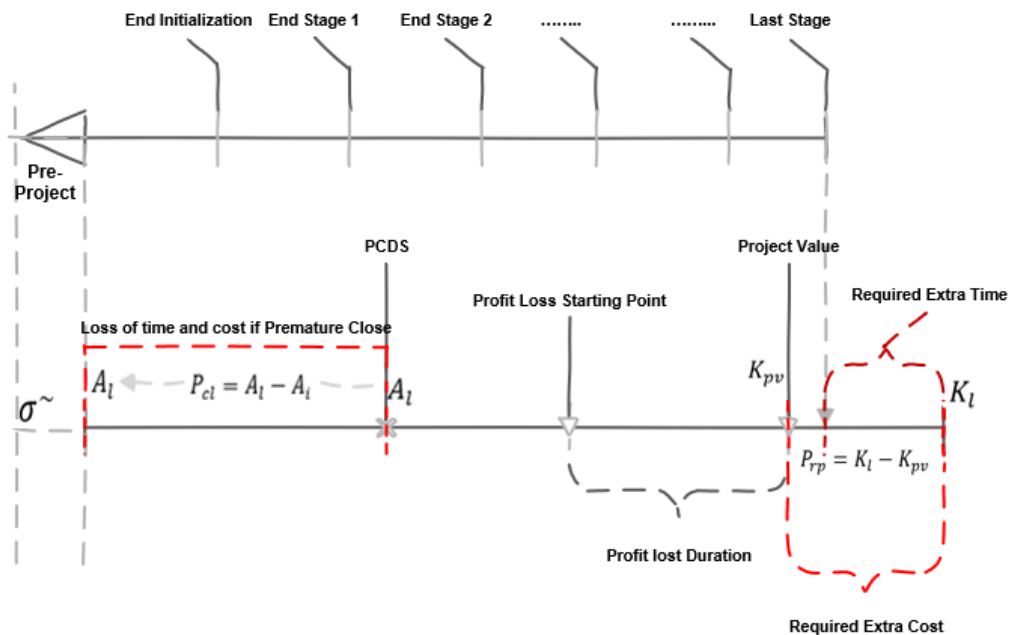 End Initialization
End Stage 1
End Stage 2
........
.........
Last Stage
Pre-
Project
PCDS
Project Value
Profit Loss Starting Point
Required Extra Time
Loss of time and cost if Premature Close
A_l
P_cl = A_l − A_i
A_l
K_pv
K_l
σ~
P_rp = K_l − K_pv
Profit lost Duration
Required Extra Cost